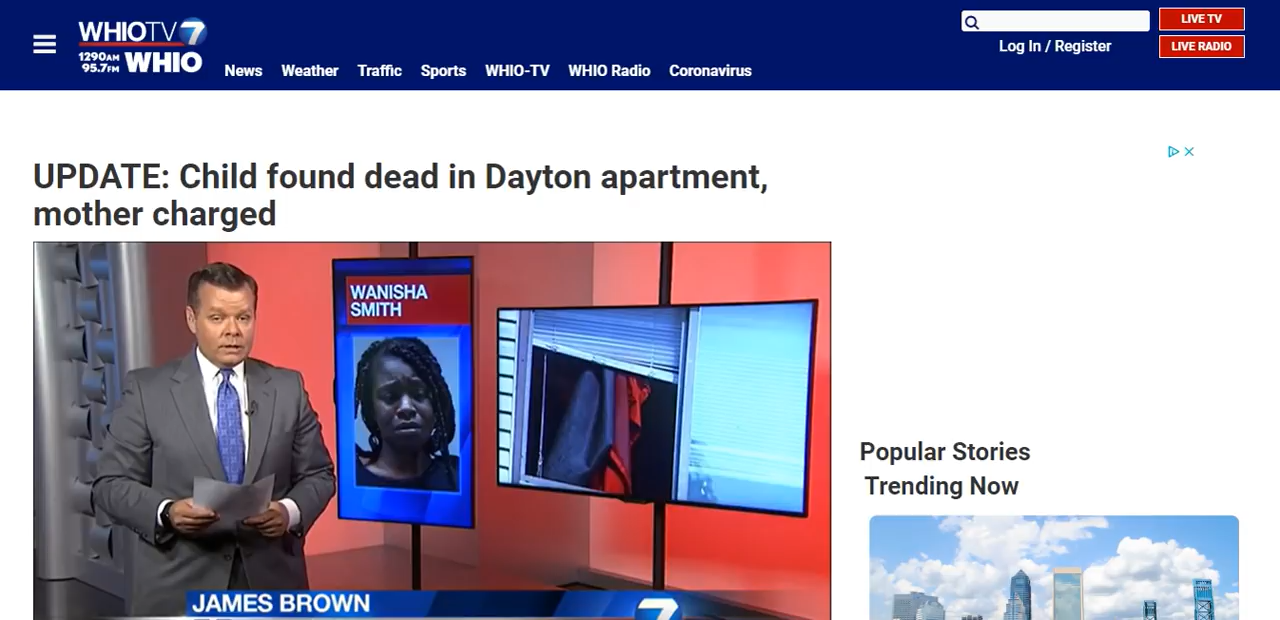 WHIOTV 7
1290AM
95.7FM WHIO
News Weather Traffic Sports WHIO-TV WHIO Radio Coronavirus
Log In / Register
LIVE TV
LIVE RADIO
UPDATE: Child found dead in Dayton apartment,
mother charged
WANISHA
SMITH
JAMES BROWN
7
Popular Stories
Trending Now